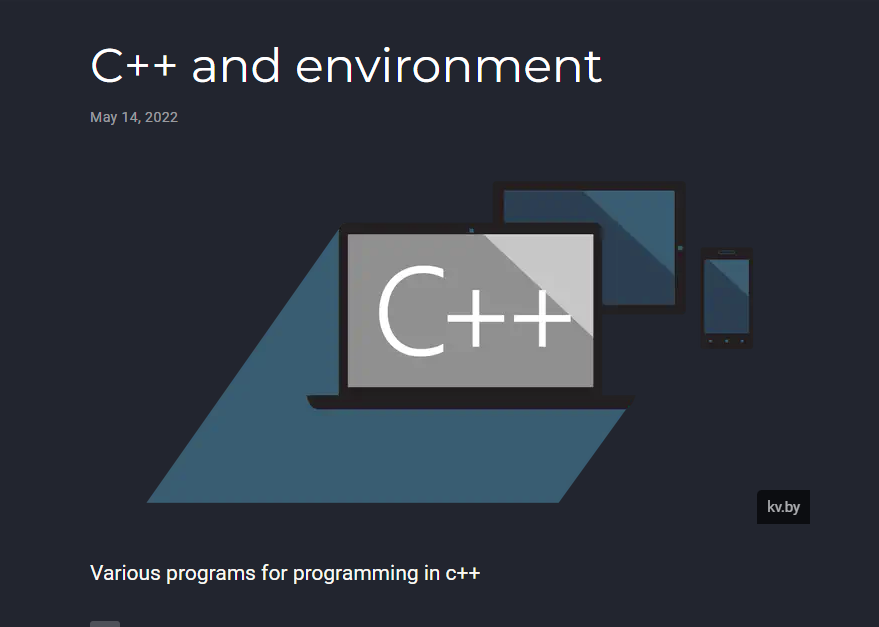 C++ and environment
May 14, 2022
C++
kv.by
Various programs for programming in c++